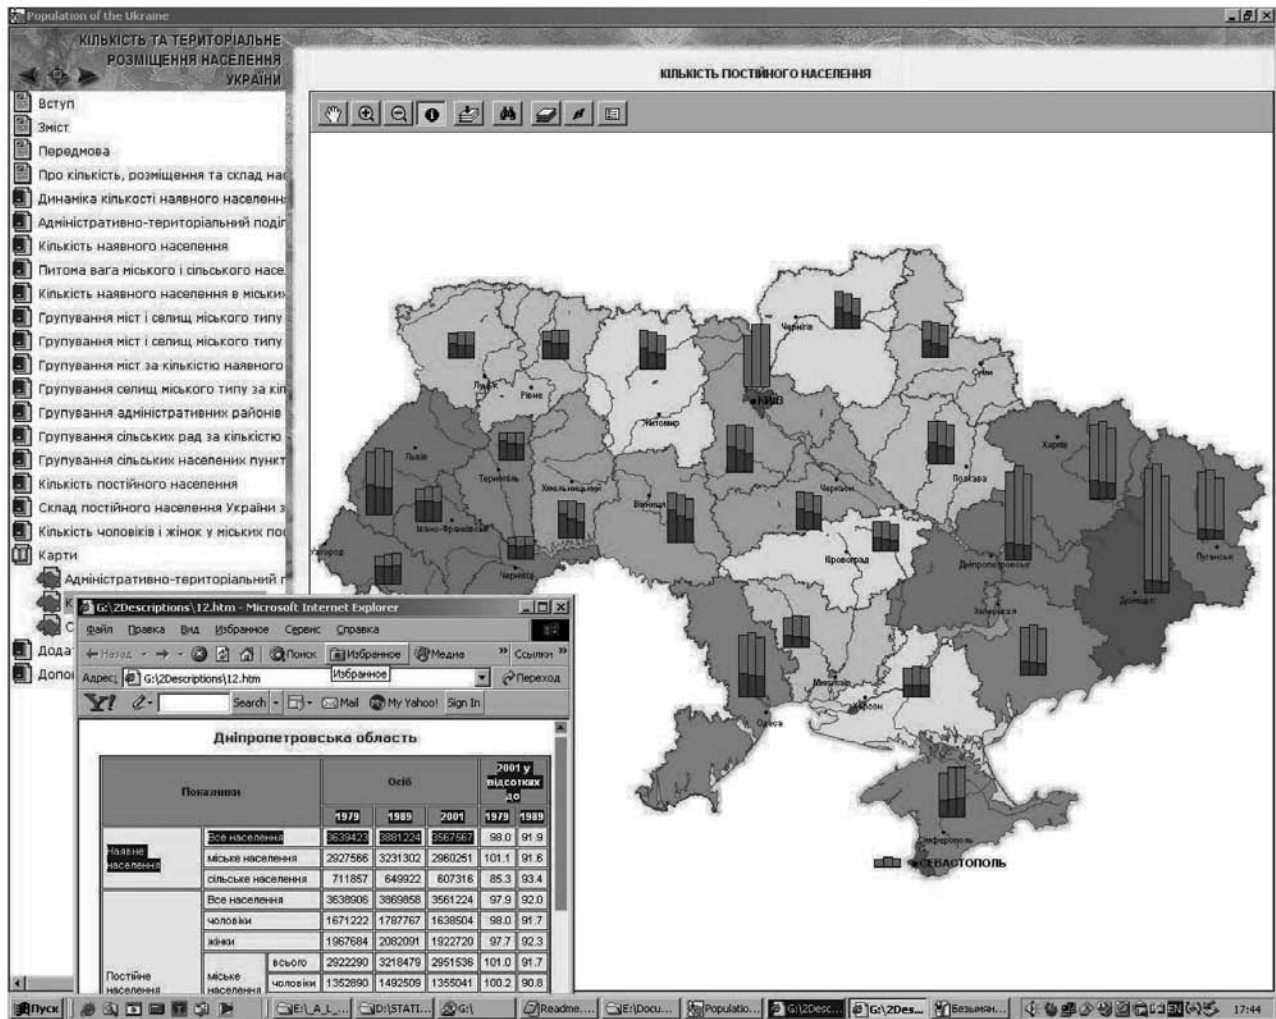 Population of the Ukraine
КІЛЬКІСТЬ ТА ТЕРИТОРІАЛЬНЕ
РОЗМІЩЕННЯ НАСЕЛЕННЯ
УКРАЇНИ
КІЛЬКІСТЬ ПОСТІЙНОГО НАСЕЛЕННЯ
Вступ
Зміст
Передмова
Про кількість, розміщення та склад нас
Динаміка кількості наявного населенн
Адміністративно-територіальний поділ
Кількість наявного населення
Питома вага міського і сільського насе
Кількість наявного населення в міських
Групування міст і селищ міського типу
Групування міст і селищ міського типу
Групування міст за кількістю наявного
Групування селищ міського типу за кіл
Групування адміністративних районів
Групування сільських рад за кількістю
Групування сільських населених пункт
Кількість постійного населення
Склад постійного населення України з
Кількість чоловіків і жінок у міських по
Карти
Адміністративно-територіальний п
К
С
Дода
Допо
Чернігів
Суми
Луцьк
Рівне
КИЇВ
Житомир
Харків
Львів
Тернопіль
Хмельницький
Вінниця
Черкаси
Полтава
Івано-Франківськ
Ужгород
Чернівці
Кіровоград
Дніпропетровськ
Луганськ
Донецьк
Запоріжжя
Миколаїв
Херсон
Одеса
Сімферополь
СЕВАСТОПОЛЬ
G:\2Descriptions\12.htm - Microsoft Internet Explorer
Файл Правка Вид Избранное Сервис Справка
Назад Поиск Избранное Медиа » Ссылки »
Адрес: G:\2Descriptions\12.htm Избранное Переход
Y! Search Mail My Yahoo! Sign In
Дніпропетровська область
Показники Осіб 2001 у відсотках до
1979 1989 2001 1979 1989
Наявне населення Все населення 3639423 3881224 3567567 98.0 91.9
міське населення 2927566 3231302 2960251 101.1 91.6
сільське населення 711857 649922 607316 85.3 93.4
Постійне населення Все населення 3638906 3869858 3561224 97.9 92.0
чоловіки 1671222 1787767 1638504 98.0 91.7
жінки 1967684 2082091 1922720 97.7 92.3
міське населення всього 2922290 3218479 2951536 101.0 91.7
чоловіки 1352890 1492509 1355041 100.2 90.8
Пуск E:\_A_L_... D:\STATI... G:\ Readme.... E:\Docu... Populatio... G:\2Desc... G:\2Des... Безымян... EN 17:44